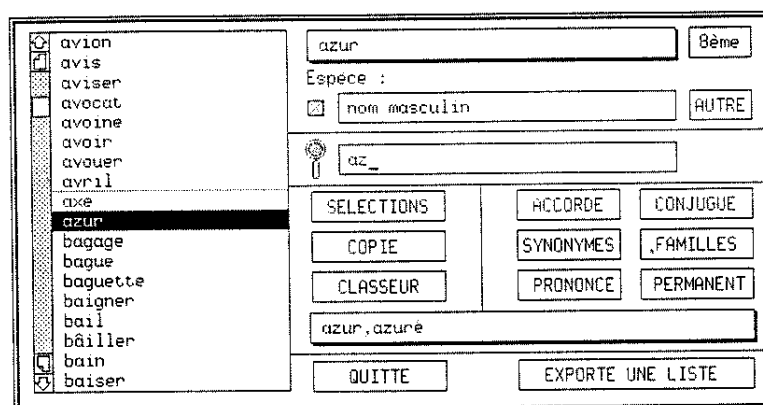 avion
avis
aviser
avocat
avoine
avoir
avouer
avril
axe
azur
bagage
bague
baguette
baigner
bail
bâiller
bain
baiser
azur
8ème
Espéce :
nom masculin
AUTRE
az_
SELECTIONS
ACCORDE
CONJUGUE
COPIE
SYNONYMES
FAMILLES
CLASSEUR
PRONONCE
PERMANENT
azur,azuré
QUITTE
EXPORTE UNE LISTE